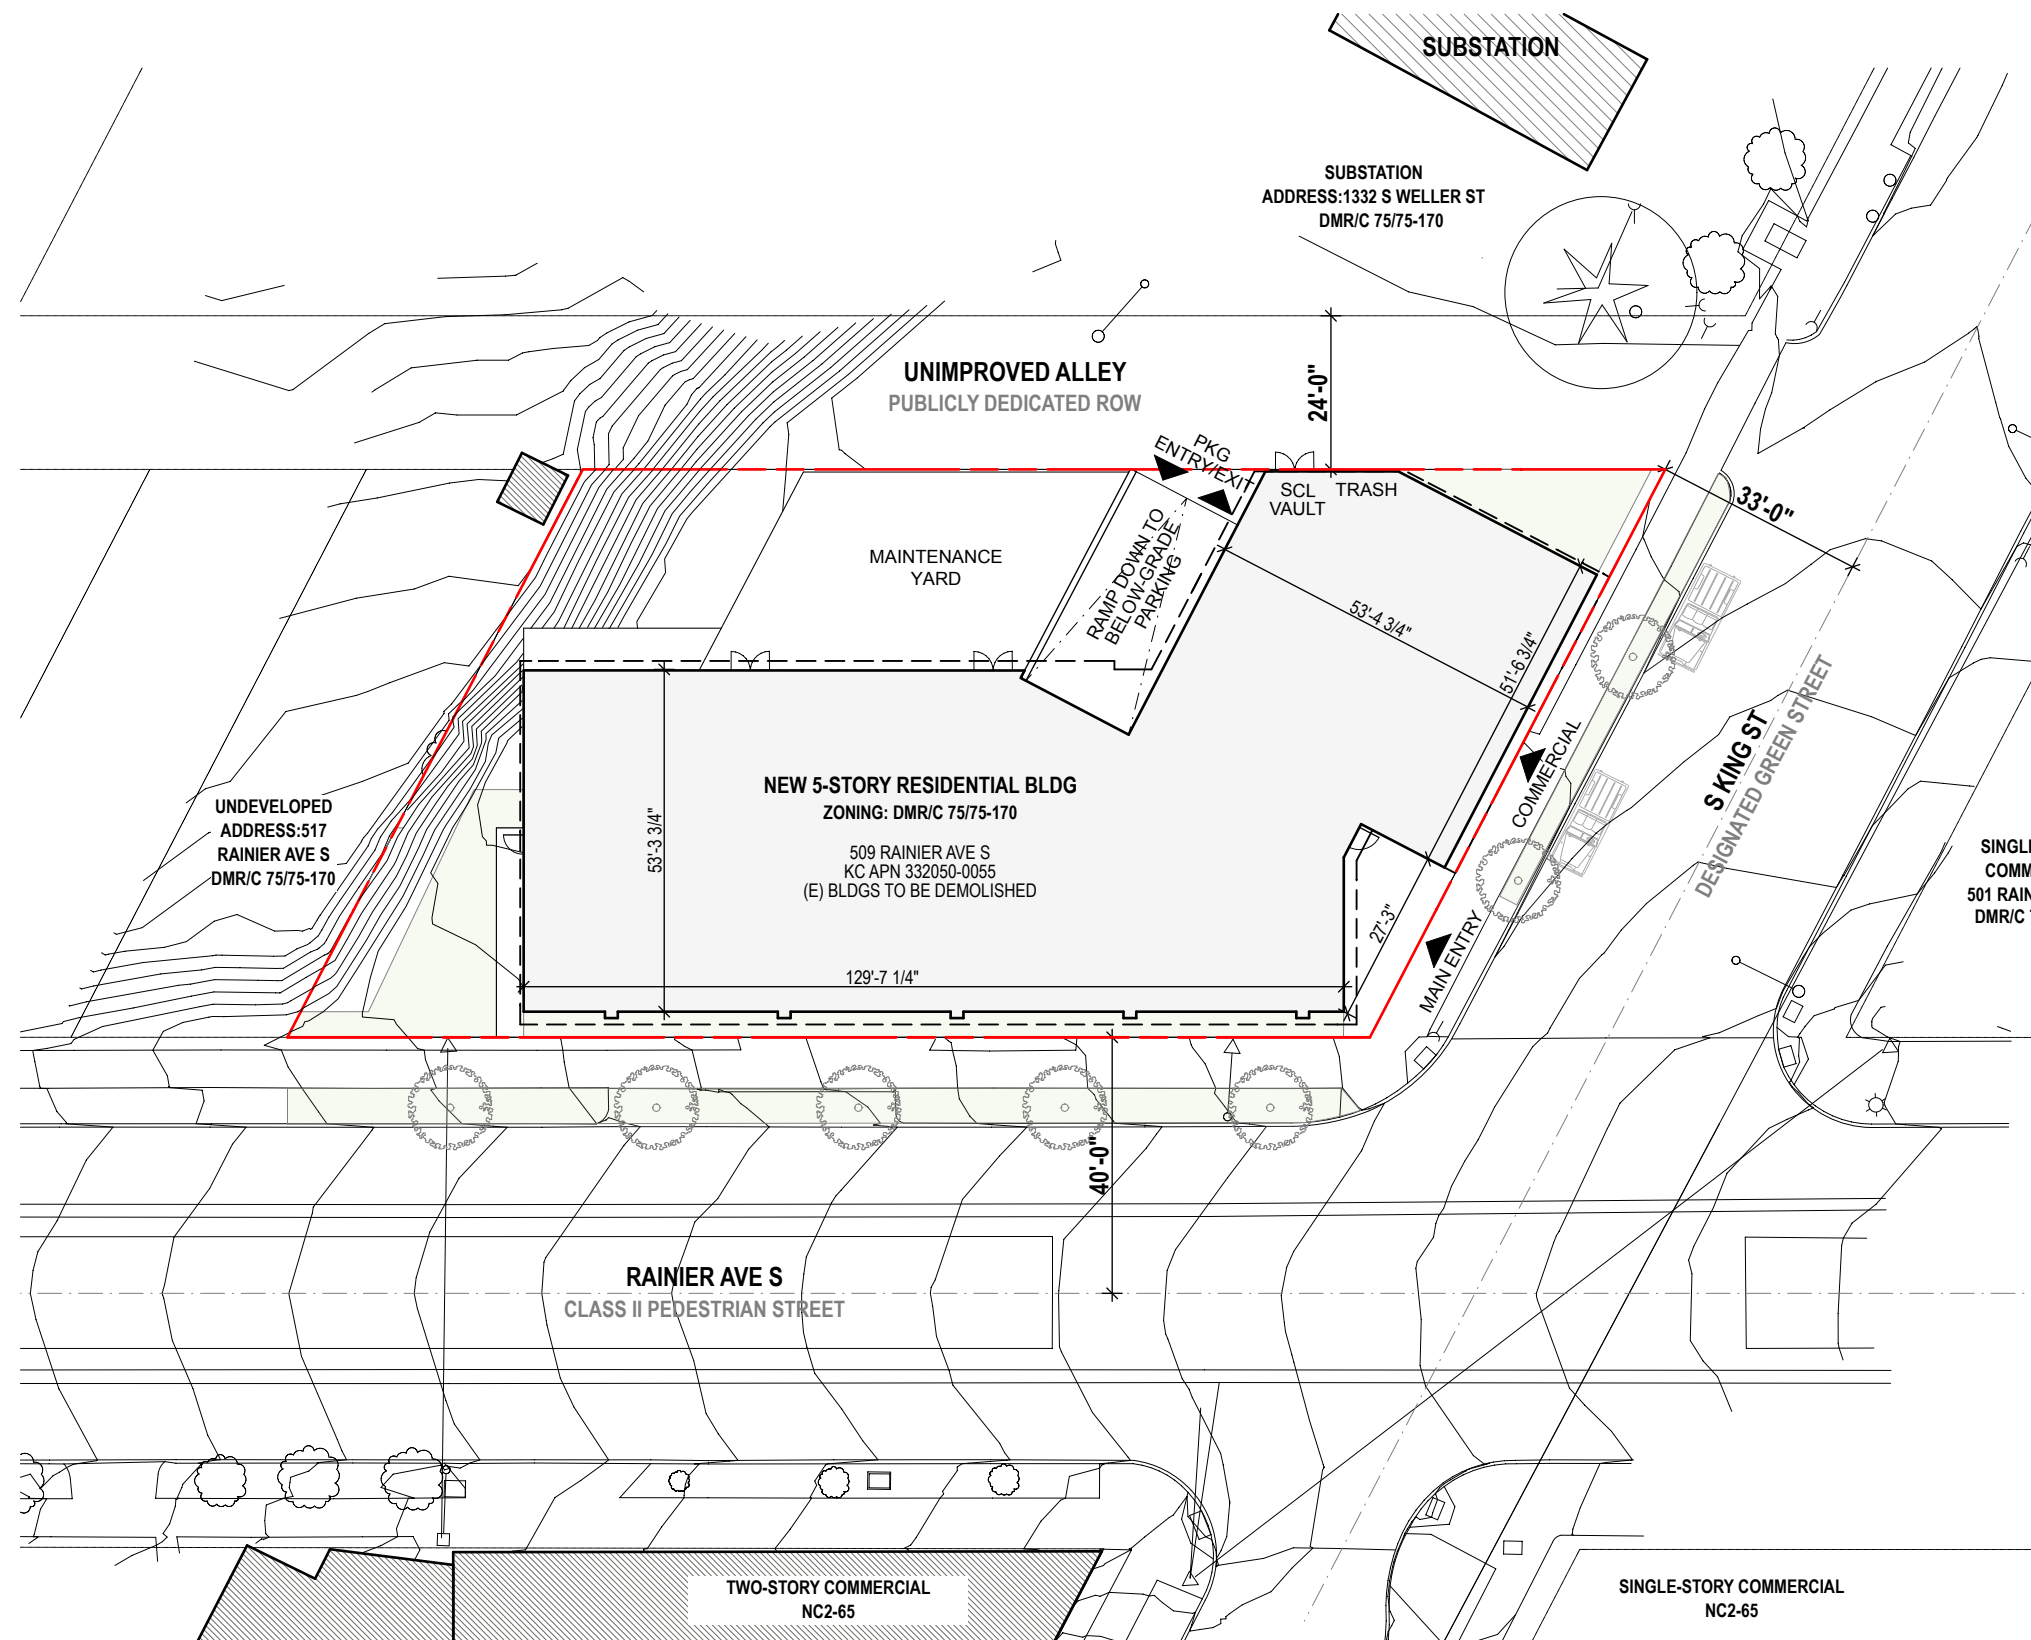 SUBSTATION
SUBSTATION
ADDRESS:1332 S WELLER ST
DMR/C 75/75-170
UNIMPROVED ALLEY
PUBLICLY DEDICATED ROW
24'-0"
PKG
ENTRY/EXIT
SCL
VAULT
TRASH
33'-0"
MAINTENANCE
YARD
RAMP DOWN TO
BELOW-GRADE
PARKING
53'-4 3/4"
51'-6 3/4"
COMMERCIAL
S KING ST
DESIGNATED GREEN STREET
NEW 5-STORY RESIDENTIAL BLDG
ZONING: DMR/C 75/75-170
509 RAINIER AVE S
KC APN 332050-0055
(E) BLDGS TO BE DEMOLISHED
53'-3 3/4"
UNDEVELOPED
ADDRESS:517
RAINIER AVE S
DMR/C 75/75-170
SINGL
COMM
501 RAIN
DMR/C
27'-3"
MAIN ENTRY
129'-7 1/4"
40'-0"
RAINIER AVE S
CLASS II PEDESTRIAN STREET
TWO-STORY COMMERCIAL
NC2-65
SINGLE-STORY COMMERCIAL
NC2-65